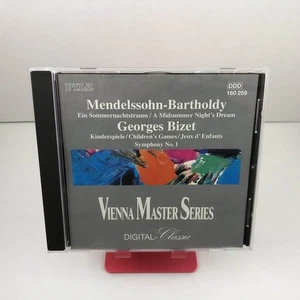 PILZ
DDD
160 259
Mendelssohn-Bartholdy
Ein Sommernachtstraum / A Midsummer Night's Dream
Georges Bizet
Kinderspiele / Children's Games / Jeux d' Enfants
Symphony No. 1
VIENNA MASTER SERIES
DIGITAL-Classic